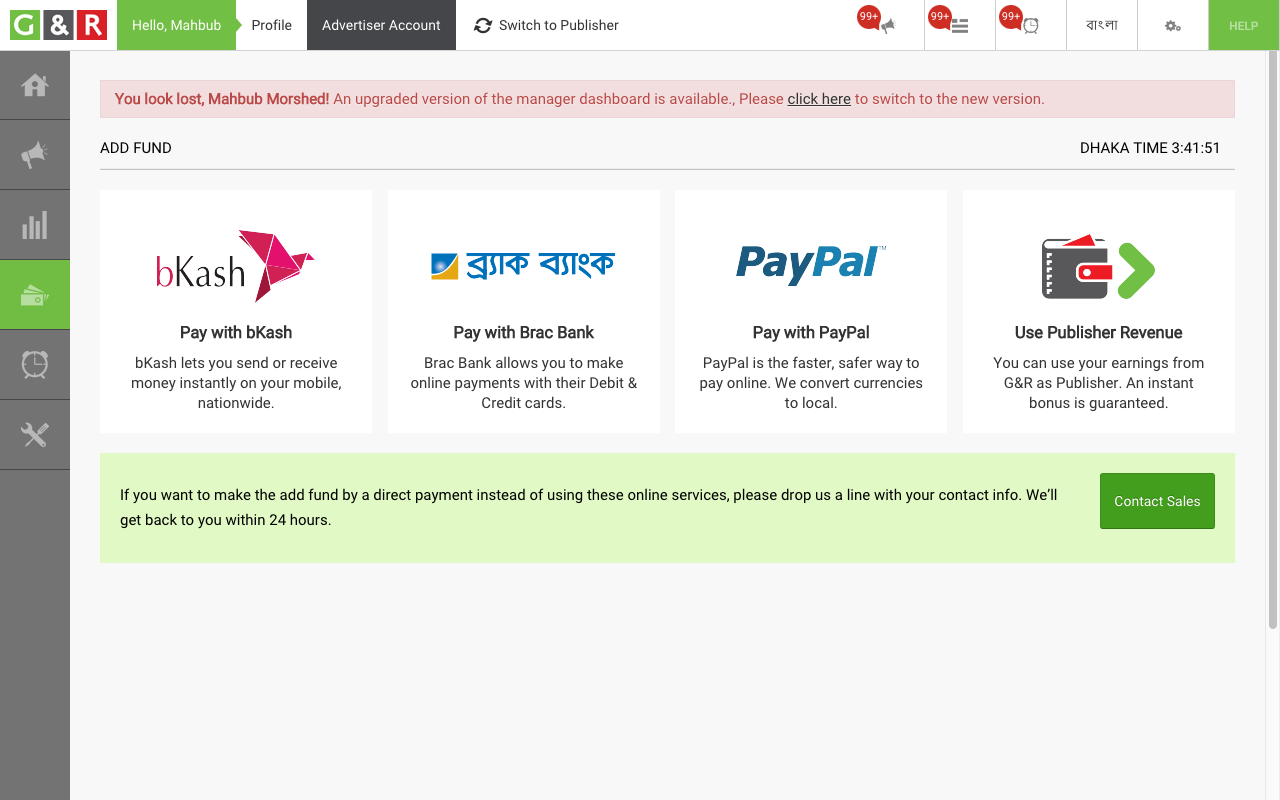 G&R
Hello, Mahbub
Profile
Advertiser Account
Switch to Publisher
99+
99+
99+
বাংলা
HELP
You look lost, Mahbub Morshed! An upgraded version of the manager dashboard is available., Please click here to switch to the new version.
ADD FUND
DHAKA TIME 3:41:51
bKash
ব্র্যাক ব্যাংক
PayPal™
Pay with bKash
bKash lets you send or receive
money instantly on your mobile,
nationwide.
Pay with Brac Bank
Brac Bank allows you to make
online payments with their Debit &
Credit cards.
Pay with PayPal
PayPal is the faster, safer way to
pay online. We convert currencies
to local.
Use Publisher Revenue
You can use your earnings from
G&R as Publisher. An instant
bonus is guaranteed.
If you want to make the add fund by a direct payment instead of using these online services, please drop us a line with your contact info. We’ll
get back to you within 24 hours.
Contact Sales